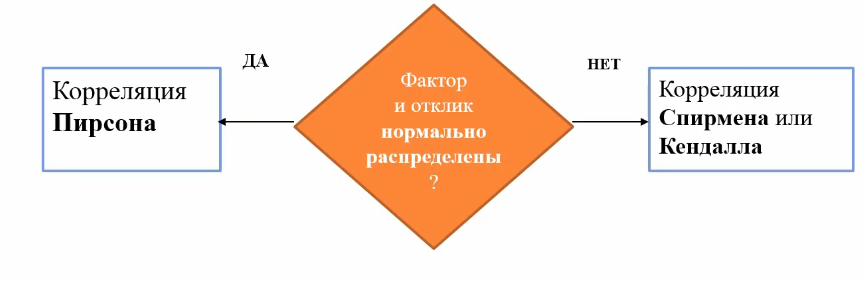 ДА
НЕТ
Корреляция
Пирсона
Фактор
и отклик
нормально
распределены
?
Корреляция
Спирмена или
Кендалла